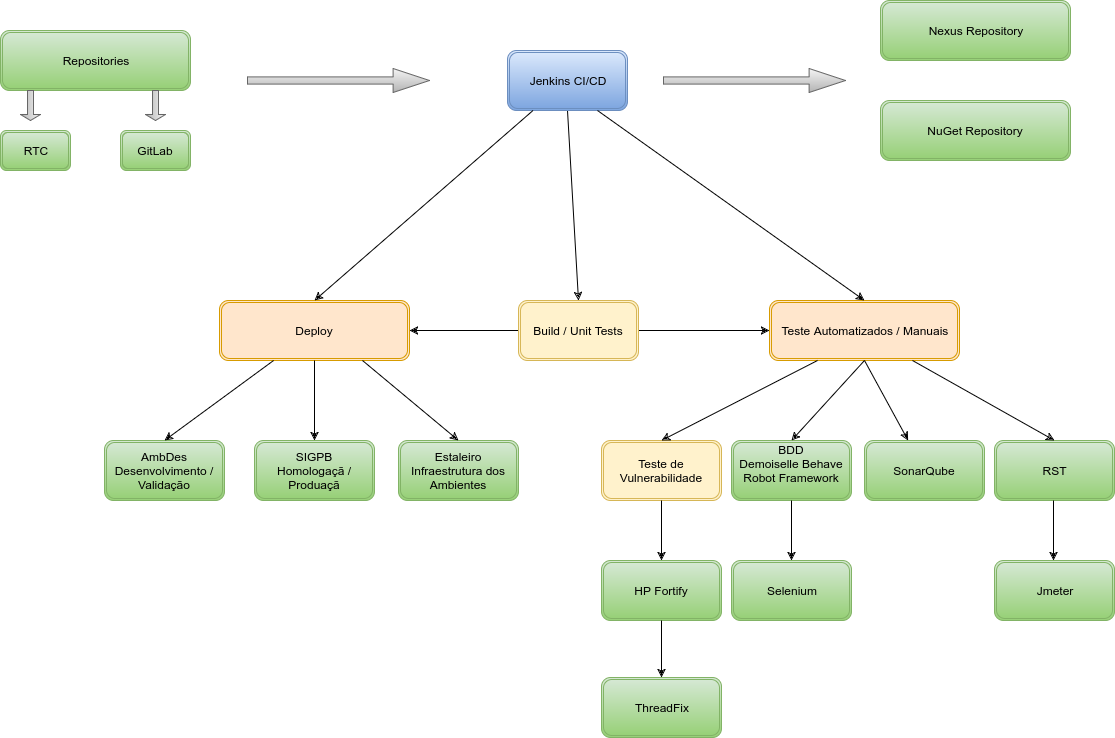 Nexus Repository
Repositories
Jenkins CI/CD
NuGet Repository
RTC
GitLab
Deploy
Build / Unit Tests
Teste Automatizados / Manuais
AmbDes
Desenvolvimento /
Validação
SIGPB
Homologaçã /
Produaçã
Estaleiro
Infraestrutura dos
Ambientes
Teste de
Vulnerabilidade
BDD
Demoiselle Behave
Robot Framework
SonarQube
RST
HP Fortify
Selenium
Jmeter
ThreadFix